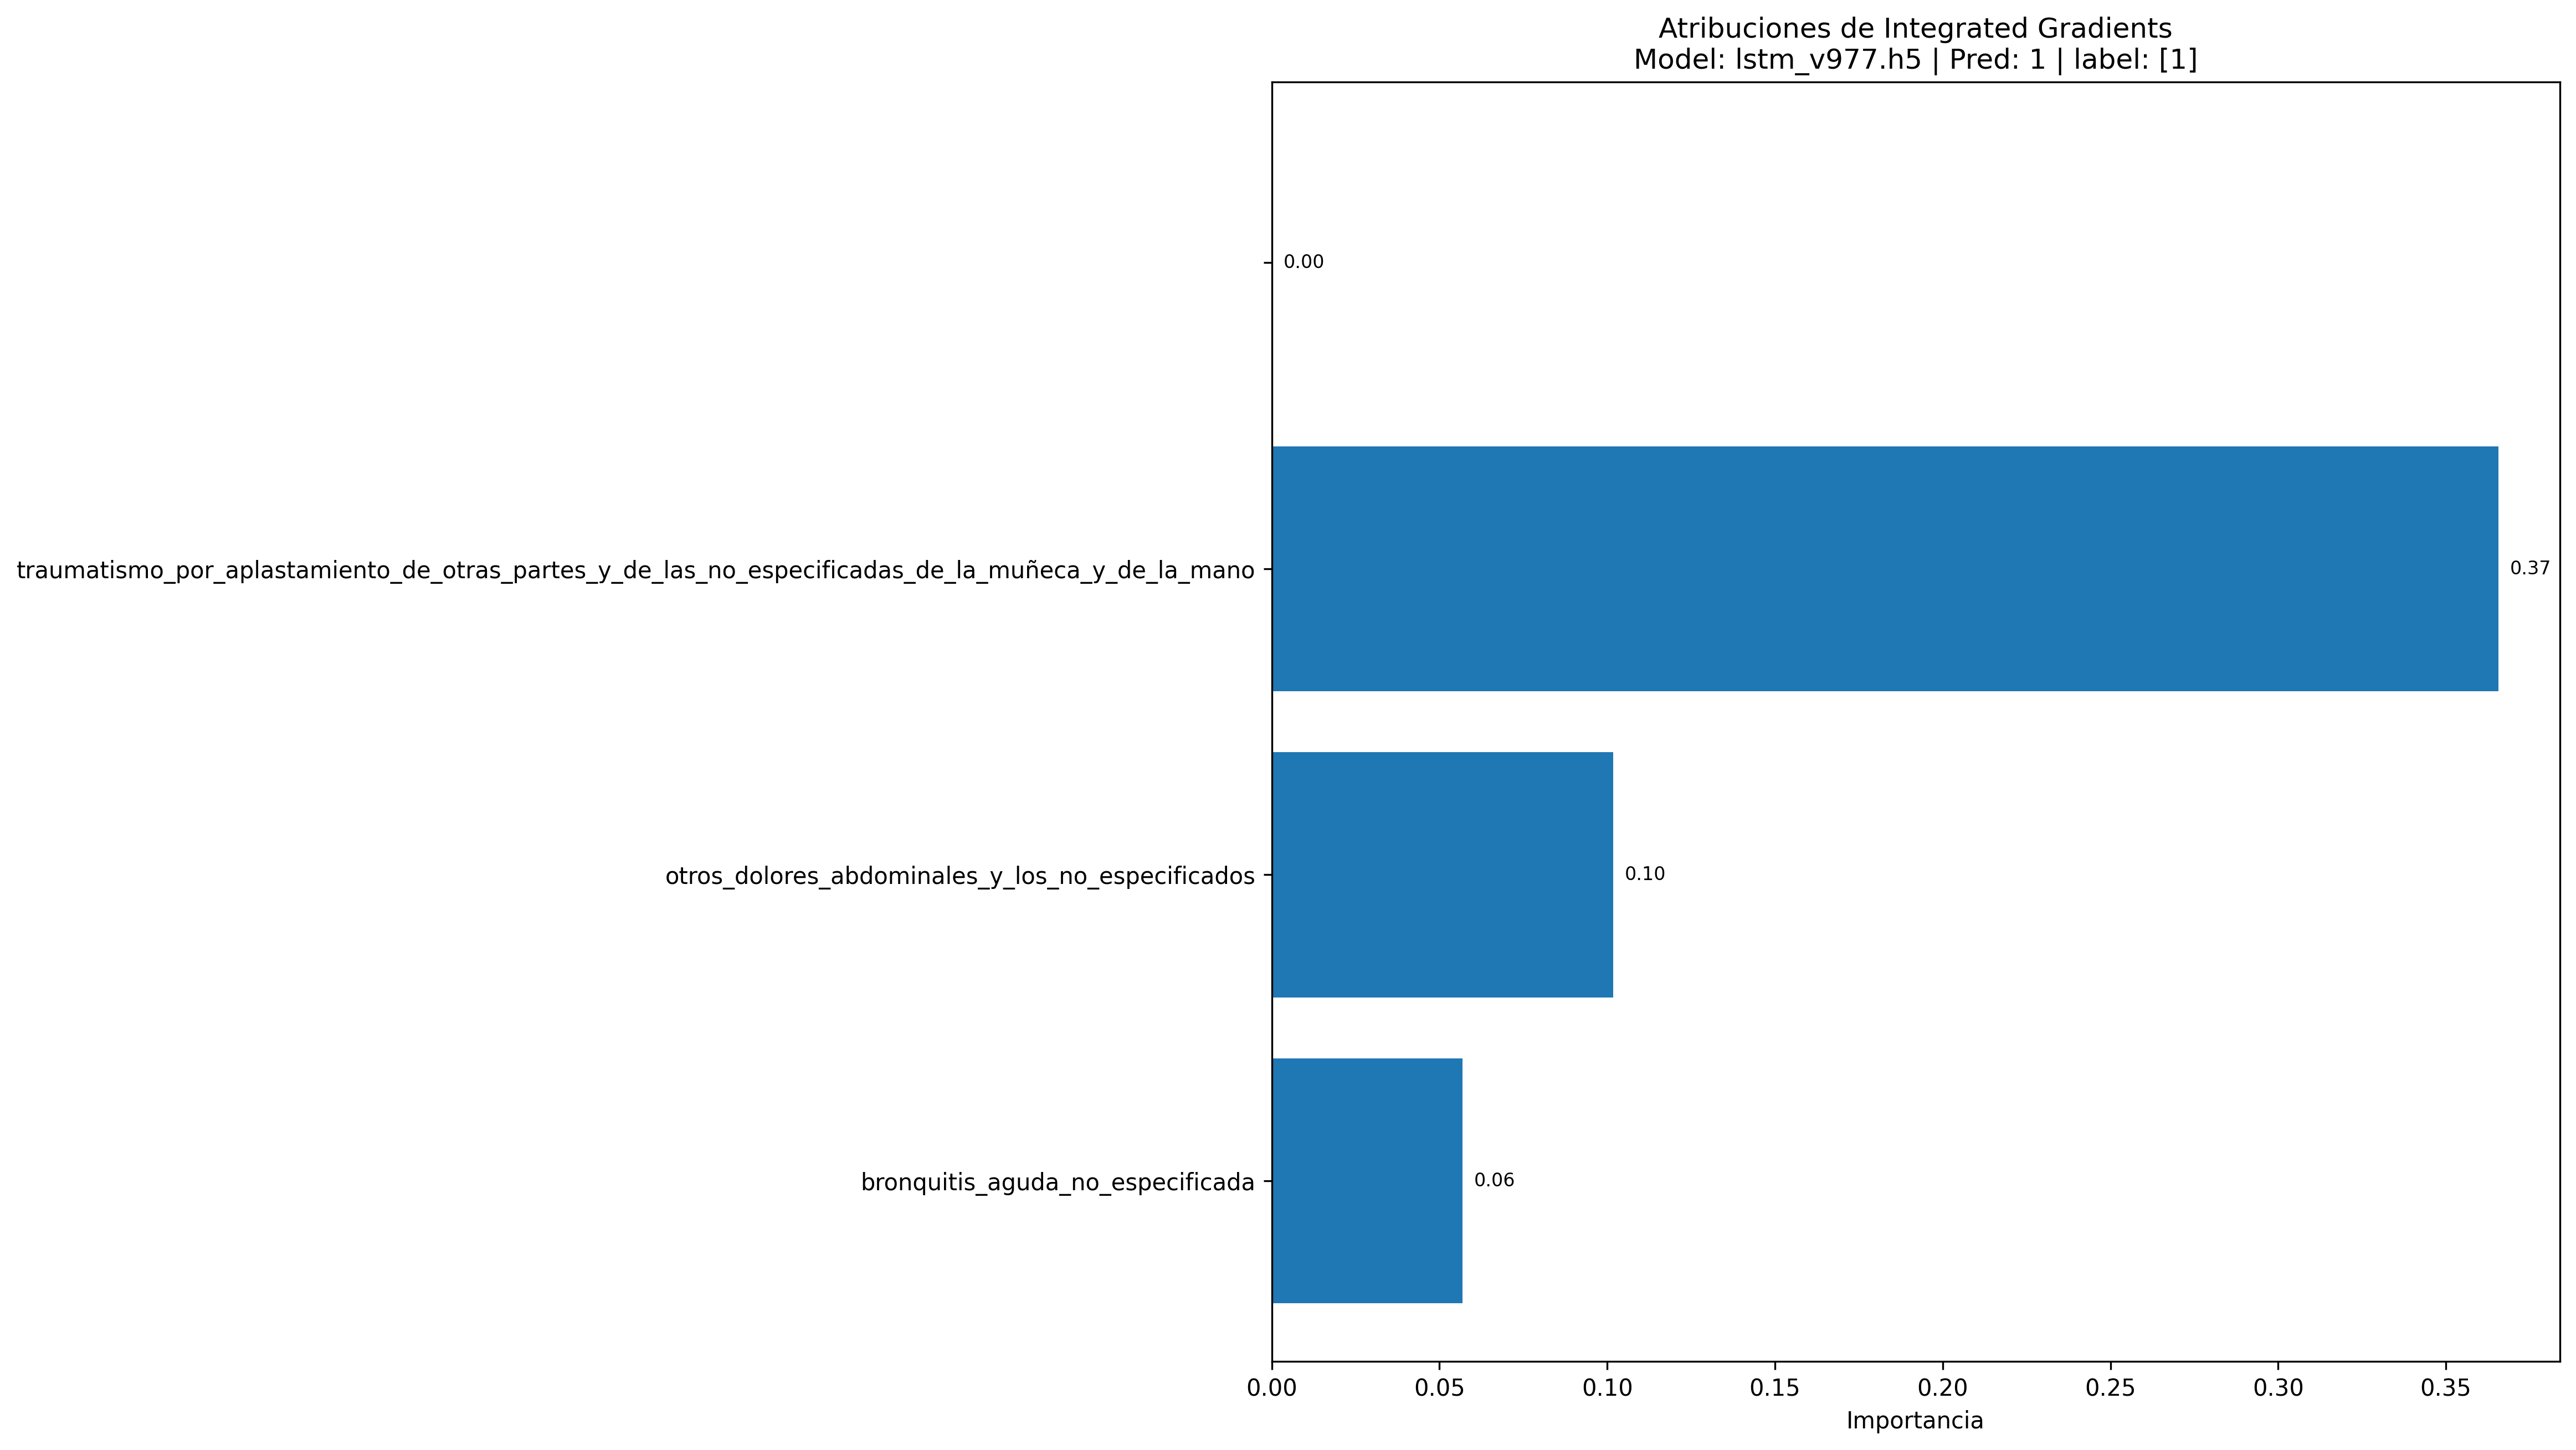 Atribuciones de Integrated Gradients
Model: lstm_v977.h5 | Pred: 1 | label: [1]
0.00
traumatismo_por_aplastamiento_de_otras_partes_y_de_las_no_especificadas_de_la_muñeca_y_de_la_mano
0.37
otros_dolores_abdominales_y_los_no_especificados
0.10
bronquitis_aguda_no_especificada
0.06
0.00 0.05 0.10 0.15 0.20 0.25 0.30 0.35
Importancia